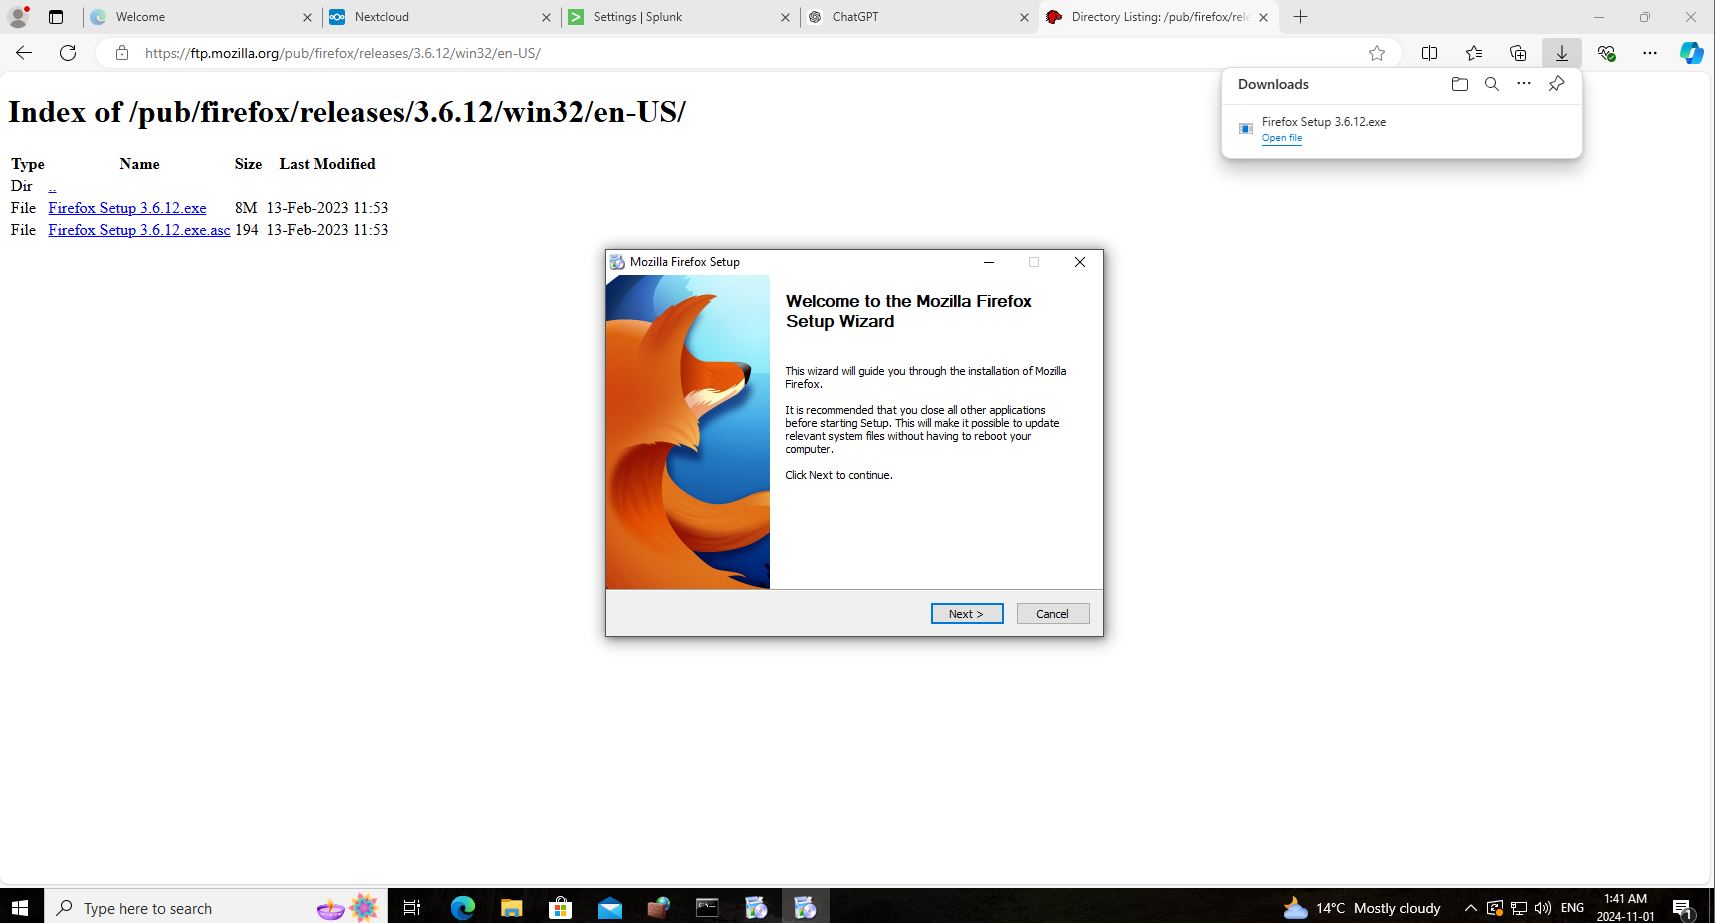 Welcome
Nextcloud
Settings | Splunk
ChatGPT
Directory Listing: /pub/firefox/rele
https://ftp.mozilla.org/pub/firefox/releases/3.6.12/win32/en-US/
Downloads
Firefox Setup 3.6.12.exe
Open file
Index of /pub/firefox/releases/3.6.12/win32/en-US/
Type Name Size Last Modified
Dir ..
File Firefox Setup 3.6.12.exe 8M 13-Feb-2023 11:53
File Firefox Setup 3.6.12.exe.asc 194 13-Feb-2023 11:53
Mozilla Firefox Setup
Welcome to the Mozilla Firefox
Setup Wizard
This wizard will guide you through the installation of Mozilla
Firefox.
It is recommended that you close all other applications
before starting Setup. This will make it possible to update
relevant system files without having to reboot your
computer.
Click Next to continue.
Next >
Cancel
Type here to search
14°C Mostly cloudy
ENG
1:41 AM
2024-11-01
1